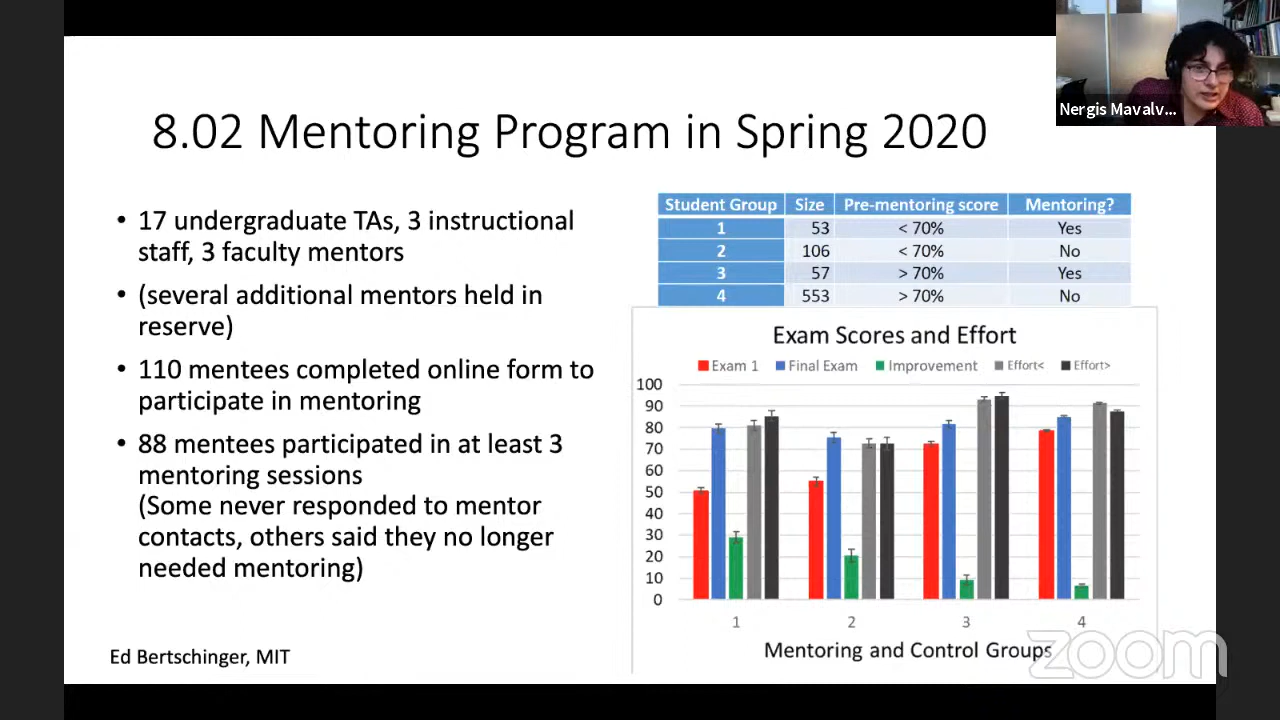 Nergis Mavalv...
8.02 Mentoring Program in Spring 2020
• 17 undergraduate TAs, 3 instructional
staff, 3 faculty mentors
• (several additional mentors held in
reserve)
• 110 mentees completed online form to
participate in mentoring
• 88 mentees participated in at least 3
mentoring sessions
(Some never responded to mentor
contacts, others said they no longer
needed mentoring)
Ed Bertschinger, MIT
Student Group Size Pre-mentoring score Mentoring?
1 53 < 70% Yes
2 106 < 70% No
3 57 > 70% Yes
4 553 > 70% No
Exam Scores and Effort
Exam 1 Final Exam Improvement Effort< Effort>
100
90
80
70
60
50
40
30
20
10
0
1 2 3 4
Mentoring and Control Groups
zoom